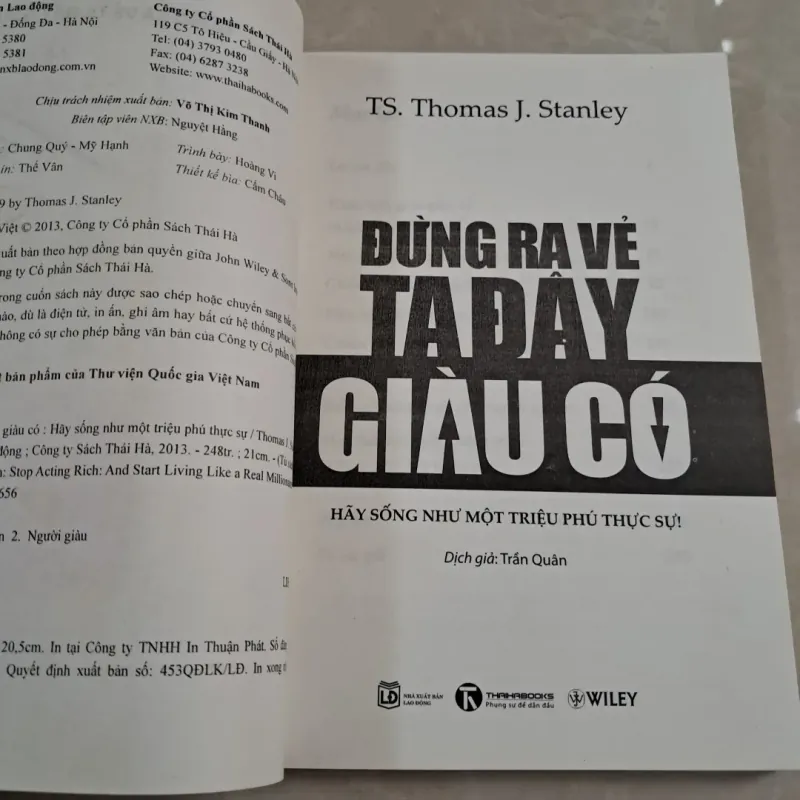 Lao động
- Đống Đa - Hà Nội
5380
5381
nxblaodong.com.vn
Công ty Cổ phần Sách Thái Hà
119 C5 Tô Hiệu - Cầu Giấy - Hà Nội
Tel: (04) 3793 0480
Fax: (04) 6287 3238
Website: www.thaihabooks.com
Chịu trách nhiệm xuất bản: Võ Thị Kim Thanh
Biên tập viên NXB: Nguyệt Hằng
: Chung Quý - Mỹ Hạnh
in: Thế Vân
Trình bày: Hoàng Vi
Thiết kế bìa: Cẩm Châu
9 by Thomas J. Stanley
Việt © 2013, Công ty Cổ phần Sách Thái Hà
xuất bản theo hợp đồng bản quyền giữa John Wiley & Sons
ng ty Cổ phần Sách Thái Hà.
rong cuốn sách này được sao chép hoặc chuyển sang bất
nào, dù là điện tử, in ấn, ghi âm hay bất cứ hệ thống phục
không có sự cho phép bằng văn bản của Công ty Cổ phần
t bản phẩm của Thư viện Quốc gia Việt Nam
giàu có : Hãy sống như một triệu phú thực sự / Thomas J.
động ; Công ty Sách Thái Hà, 2013. - 248tr. ; 21cm. - (Tủ
: Stop Acting Rich: And Start Living Like a Real
656
2. Người giàu
LĐ
20,5cm. In tại Công ty TNHH In Thuận Phát. Số
Quyết định xuất bản số: 453QĐLK/LĐ. In xong
TS. Thomas J. Stanley
ĐỪNG RA VẺ
TA ĐÂY
GIÀU CÓ
HÃY SỐNG NHƯ MỘT TRIỆU PHÚ THỰC SỰ!
Dịch giả: Trần Quân
LĐ NHÀ XUẤT BẢN
LAO ĐỘNG
THAIHABOOKS
Phụng sự để dẫn đầu
WILEY